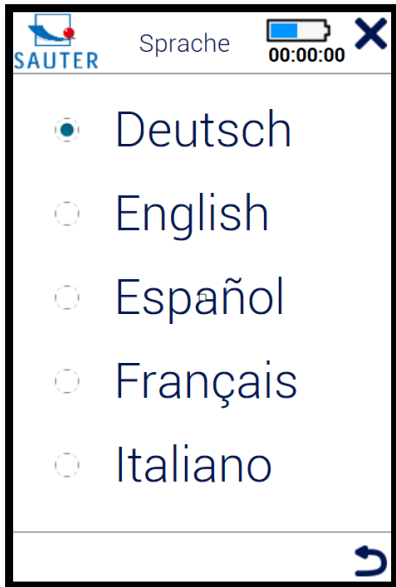 SAUTER
Sprache
00:00:00
Deutsch
English
Español
Français
Italiano